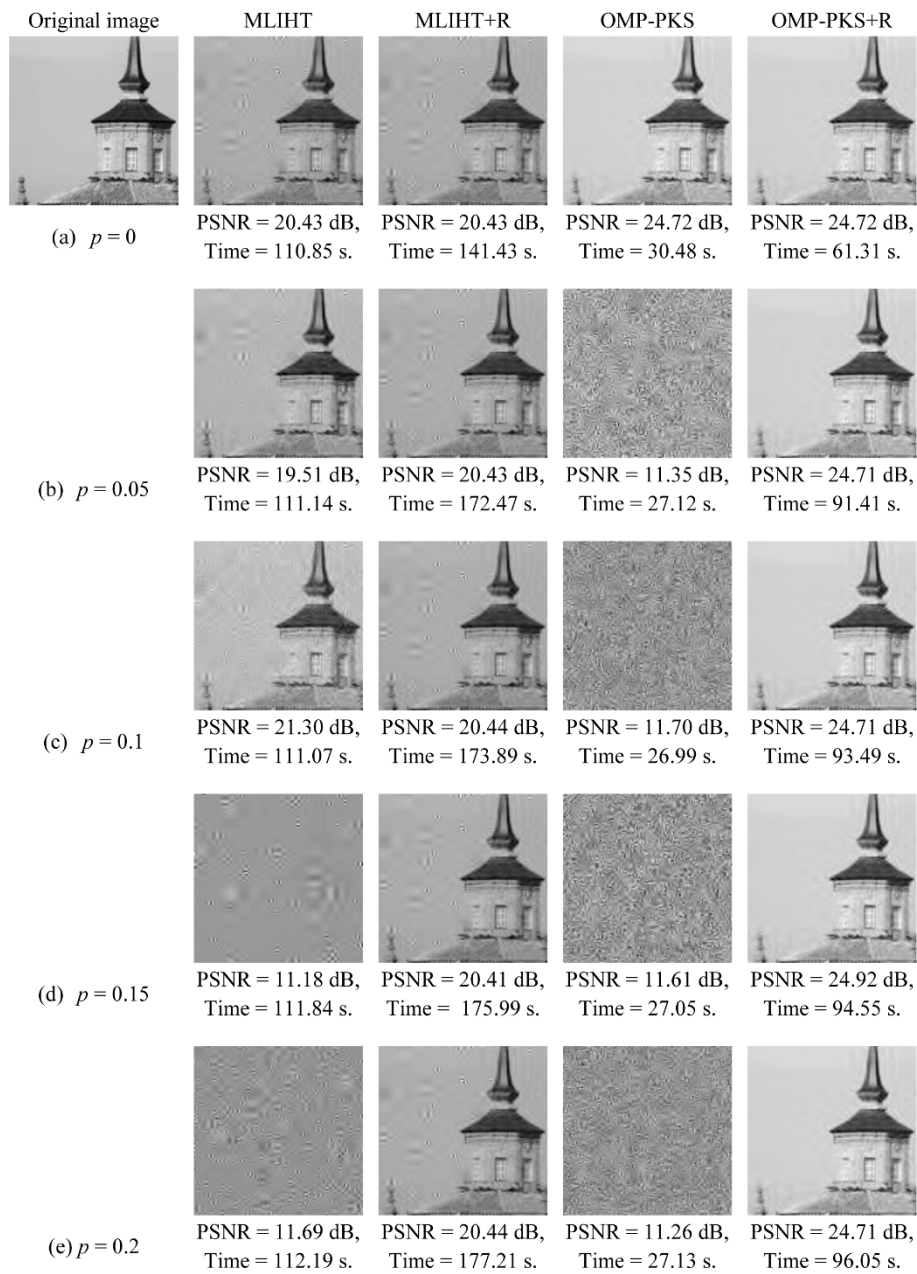 Original image MLIHT MLIHT+R OMP-PKS OMP-PKS+R
(a) p = 0
PSNR = 20.43 dB, PSNR = 20.43 dB, PSNR = 24.72 dB, PSNR = 24.72 dB,
Time = 110.85 s. Time = 141.43 s. Time = 30.48 s. Time = 61.31 s.
(b) p = 0.05
PSNR = 19.51 dB, PSNR = 20.43 dB, PSNR = 11.35 dB, PSNR = 24.71 dB,
Time = 111.14 s. Time = 172.47 s. Time = 27.12 s. Time = 91.41 s.
(c) p = 0.1
PSNR = 21.30 dB, PSNR = 20.44 dB, PSNR = 11.70 dB, PSNR = 24.71 dB,
Time = 111.07 s. Time = 173.89 s. Time = 26.99 s. Time = 93.49 s.
(d) p = 0.15
PSNR = 11.18 dB, PSNR = 20.41 dB, PSNR = 11.61 dB, PSNR = 24.92 dB,
Time = 111.84 s. Time = 175.99 s. Time = 27.05 s. Time = 94.55 s.
(e) p = 0.2
PSNR = 11.69 dB, PSNR = 20.44 dB, PSNR = 11.26 dB, PSNR = 24.71 dB,
Time = 112.19 s. Time = 177.21 s. Time = 27.13 s. Time = 96.05 s.